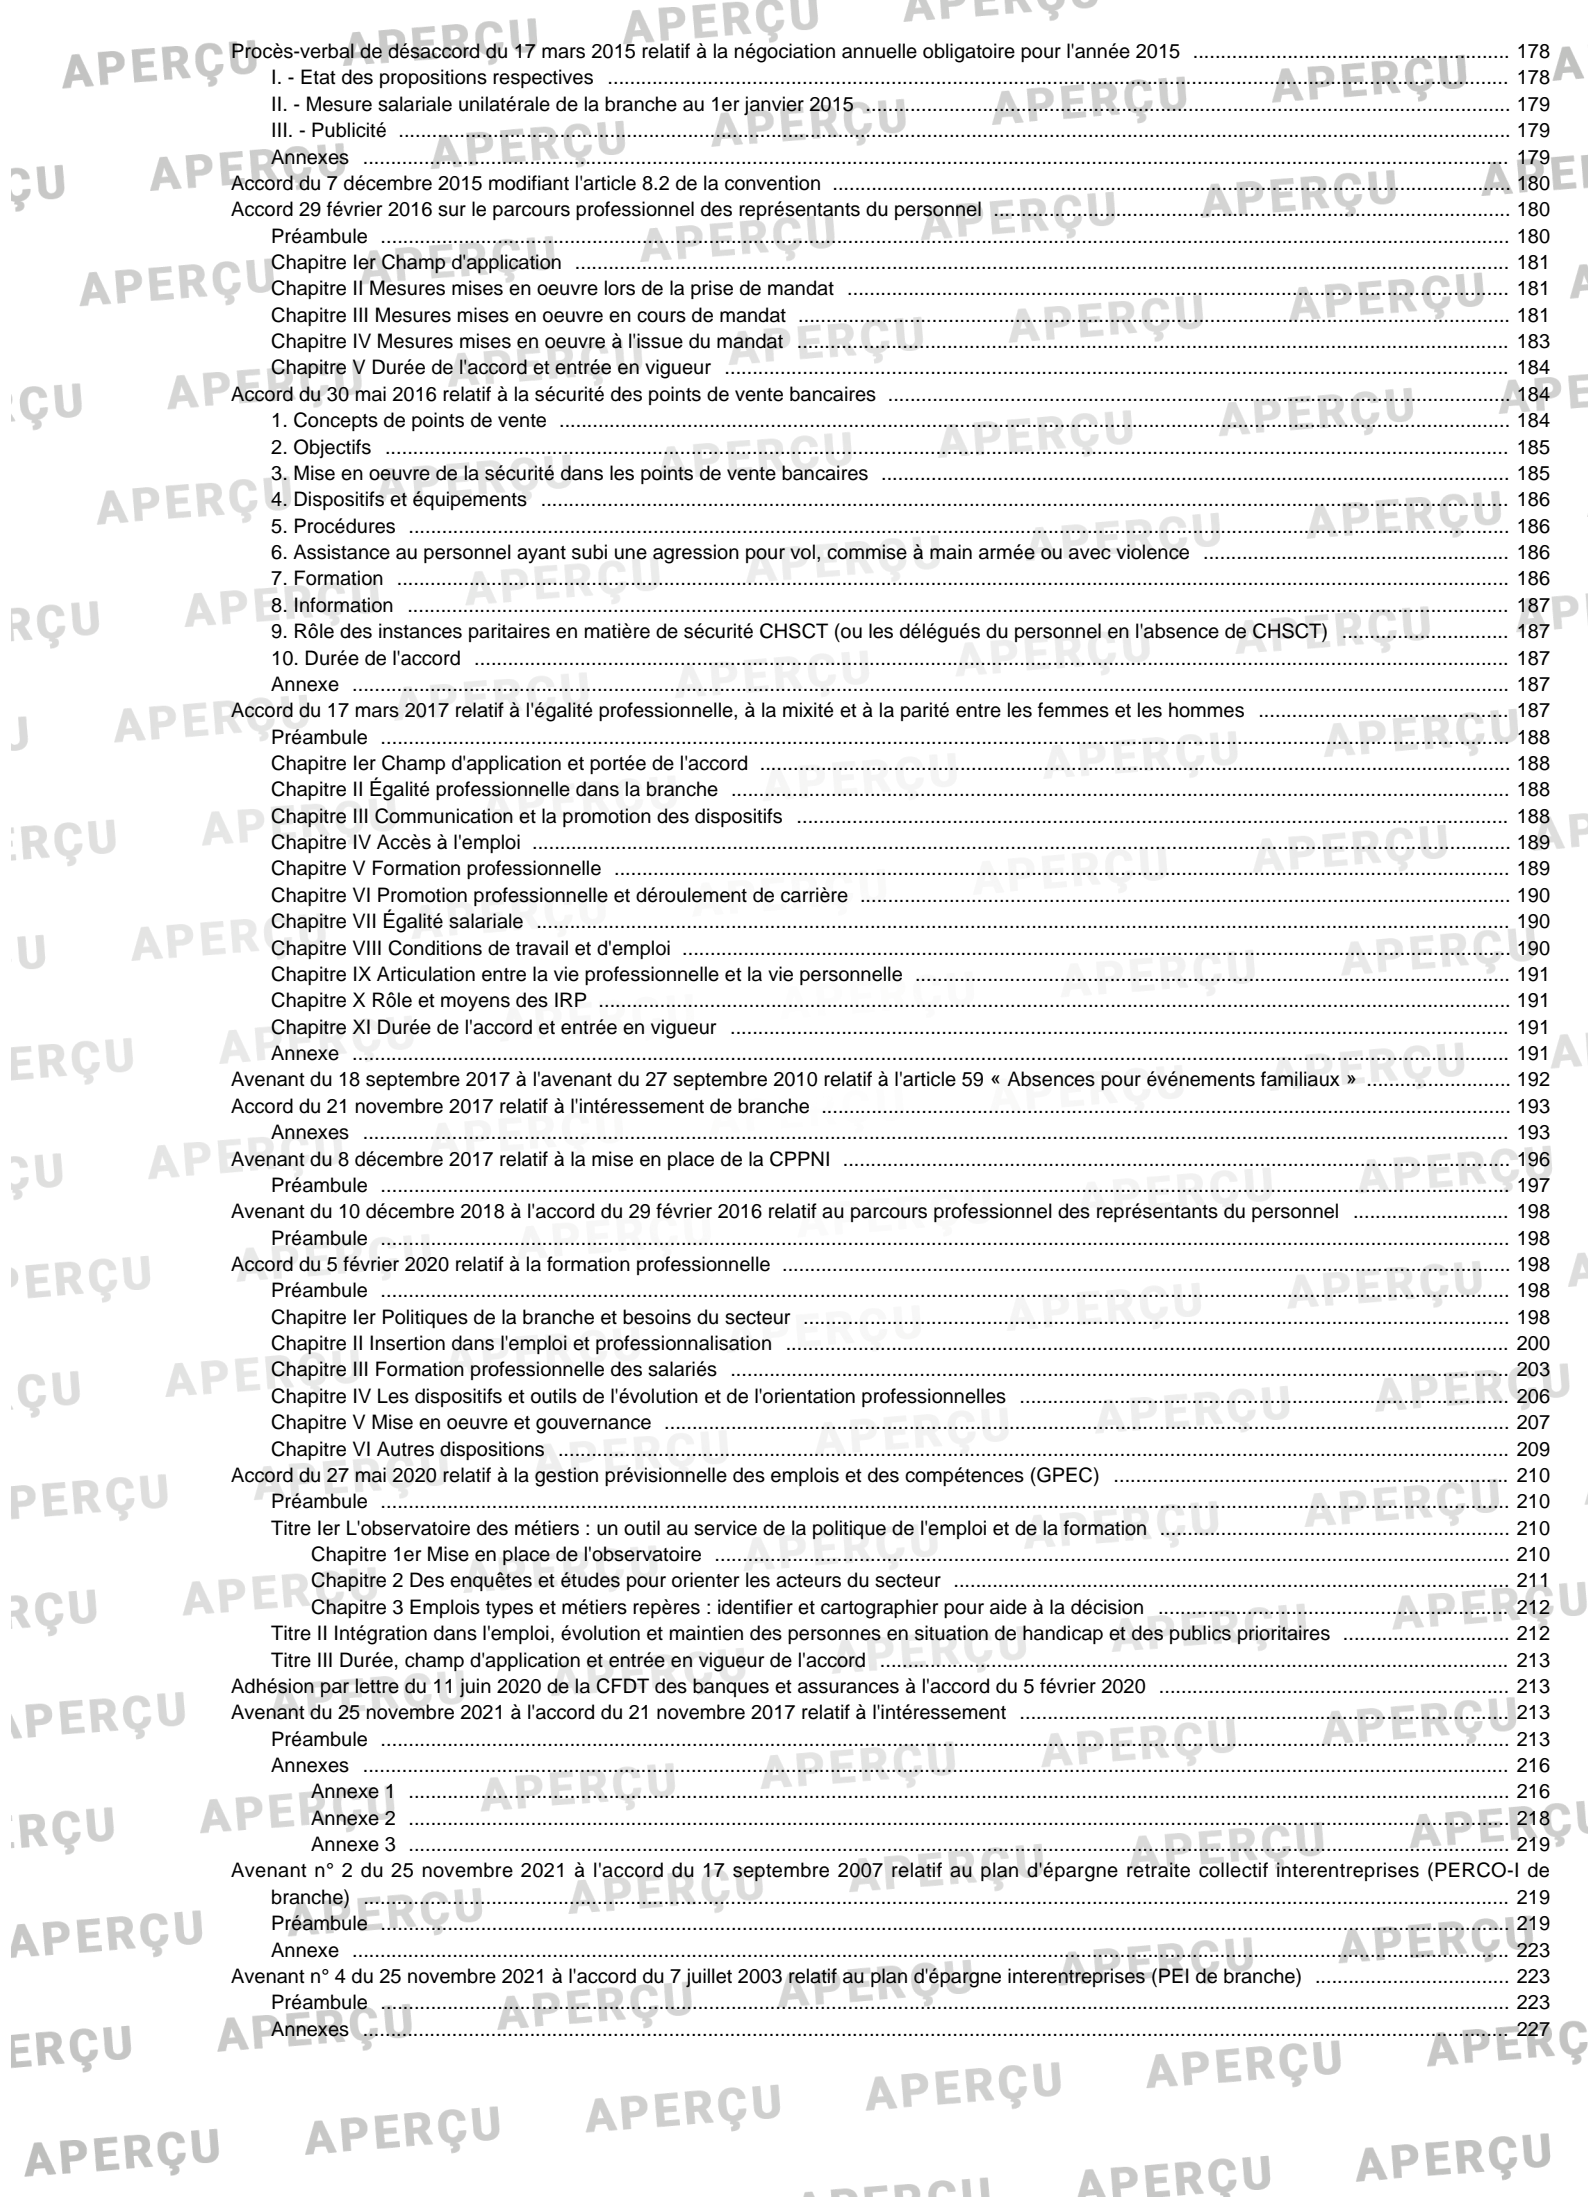 Procès-verbal de désaccord du 17 mars 2015 relatif à la négociation annuelle obligatoire pour l'année 2015 ... 178
I. - Etat des propositions respectives ... 178
II. - Mesure salariale unilatérale de la branche au 1er janvier 2015 ... 179
III. - Publicité ... 179
Annexes ... 179
Accord du 7 décembre 2015 modifiant l'article 8.2 de la convention ... 180
Accord 29 février 2016 sur le parcours professionnel des représentants du personnel ... 180
Préambule ... 180
Chapitre Ier Champ d'application ... 181
Chapitre II Mesures mises en oeuvre lors de la prise de mandat ... 181
Chapitre III Mesures mises en oeuvre en cours de mandat ... 181
Chapitre IV Mesures mises en oeuvre à l'issue du mandat ... 183
Chapitre V Durée de l'accord et entrée en vigueur ... 184
Accord du 30 mai 2016 relatif à la sécurité des points de vente bancaires ... 184
1. Concepts de points de vente ... 184
2. Objectifs ... 185
3. Mise en oeuvre de la sécurité dans les points de vente bancaires ... 185
4. Dispositifs et équipements ... 186
5. Procédures ... 186
6. Assistance au personnel ayant subi une agression pour vol, commise à main armée ou avec violence ... 186
7. Formation ... 186
8. Information ... 187
9. Rôle des instances paritaires en matière de sécurité CHSCT (ou les délégués du personnel en l'absence de CHSCT) ... 187
10. Durée de l'accord ... 187
Annexe ... 187
Accord du 17 mars 2017 relatif à l'égalité professionnelle, à la mixité et à la parité entre les femmes et les hommes ... 187
Préambule ... 188
Chapitre Ier Champ d'application et portée de l'accord ... 188
Chapitre II Égalité professionnelle dans la branche ... 188
Chapitre III Communication et la promotion des dispositifs ... 188
Chapitre IV Accès à l'emploi ... 189
Chapitre V Formation professionnelle ... 189
Chapitre VI Promotion professionnelle et déroulement de carrière ... 190
Chapitre VII Égalité salariale ... 190
Chapitre VIII Conditions de travail et d'emploi ... 190
Chapitre IX Articulation entre la vie professionnelle et la vie personnelle ... 191
Chapitre X Rôle et moyens des IRP ... 191
Chapitre XI Durée de l'accord et entrée en vigueur ... 191
Annexe ... 191
Avenant du 18 septembre 2017 à l'avenant du 27 septembre 2010 relatif à l'article 59 « Absences pour événements familiaux » ... 192
Accord du 21 novembre 2017 relatif à l'intéressement de branche ... 193
Annexes ... 193
Avenant du 8 décembre 2017 relatif à la mise en place de la CPPNI ... 196
Préambule ... 197
Avenant du 10 décembre 2018 à l'accord du 29 février 2016 relatif au parcours professionnel des représentants du personnel ... 198
Préambule ... 198
Accord du 5 février 2020 relatif à la formation professionnelle ... 198
Préambule ... 198
Chapitre Ier Politiques de la branche et besoins du secteur ... 198
Chapitre II Insertion dans l'emploi et professionnalisation ... 200
Chapitre III Formation professionnelle des salariés ... 203
Chapitre IV Les dispositifs et outils de l'évolution et de l'orientation professionnelles ... 206
Chapitre V Mise en oeuvre et gouvernance ... 207
Chapitre VI Autres dispositions ... 209
Accord du 27 mai 2020 relatif à la gestion prévisionnelle des emplois et des compétences (GPEC) ... 210
Préambule ... 210
Titre Ier L'observatoire des métiers : un outil au service de la politique de l'emploi et de la formation ... 210
Chapitre 1er Mise en place de l'observatoire ... 210
Chapitre 2 Des enquêtes et études pour orienter les acteurs du secteur ... 211
Chapitre 3 Emplois types et métiers repères : identifier et cartographier pour aide à la décision ... 212
Titre II Intégration dans l'emploi, évolution et maintien des personnes en situation de handicap et des publics prioritaires ... 212
Titre III Durée, champ d'application et entrée en vigueur de l'accord ... 213
Adhésion par lettre du 11 juin 2020 de la CFDT des banques et assurances à l'accord du 5 février 2020 ... 213
Avenant du 25 novembre 2021 à l'accord du 21 novembre 2017 relatif à l'intéressement ... 213
Préambule ... 213
Annexes ... 216
Annexe 1 ... 216
Annexe 2 ... 218
Annexe 3 ... 219
Avenant n° 2 du 25 novembre 2021 à l'accord du 17 septembre 2007 relatif au plan d'épargne retraite collectif interentreprises (PERCO-I de
branche) ... 219
Préambule ... 219
Annexe ... 223
Avenant n° 4 du 25 novembre 2021 à l'accord du 7 juillet 2003 relatif au plan d'épargne interentreprises (PEI de branche) ... 223
Préambule ... 223
Annexes ... 227
APERÇU